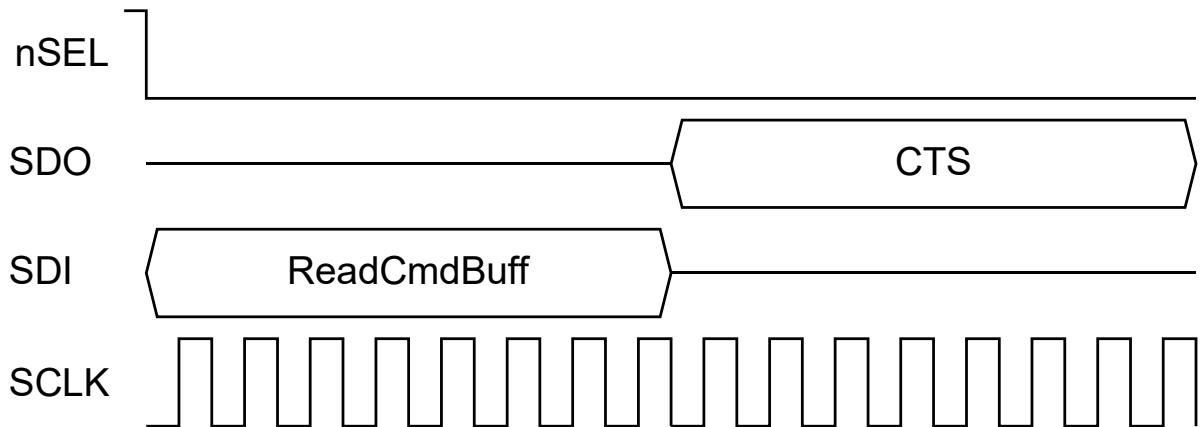 nSEL
SDO
CTS
SDI
ReadCmdBuff
SCLK